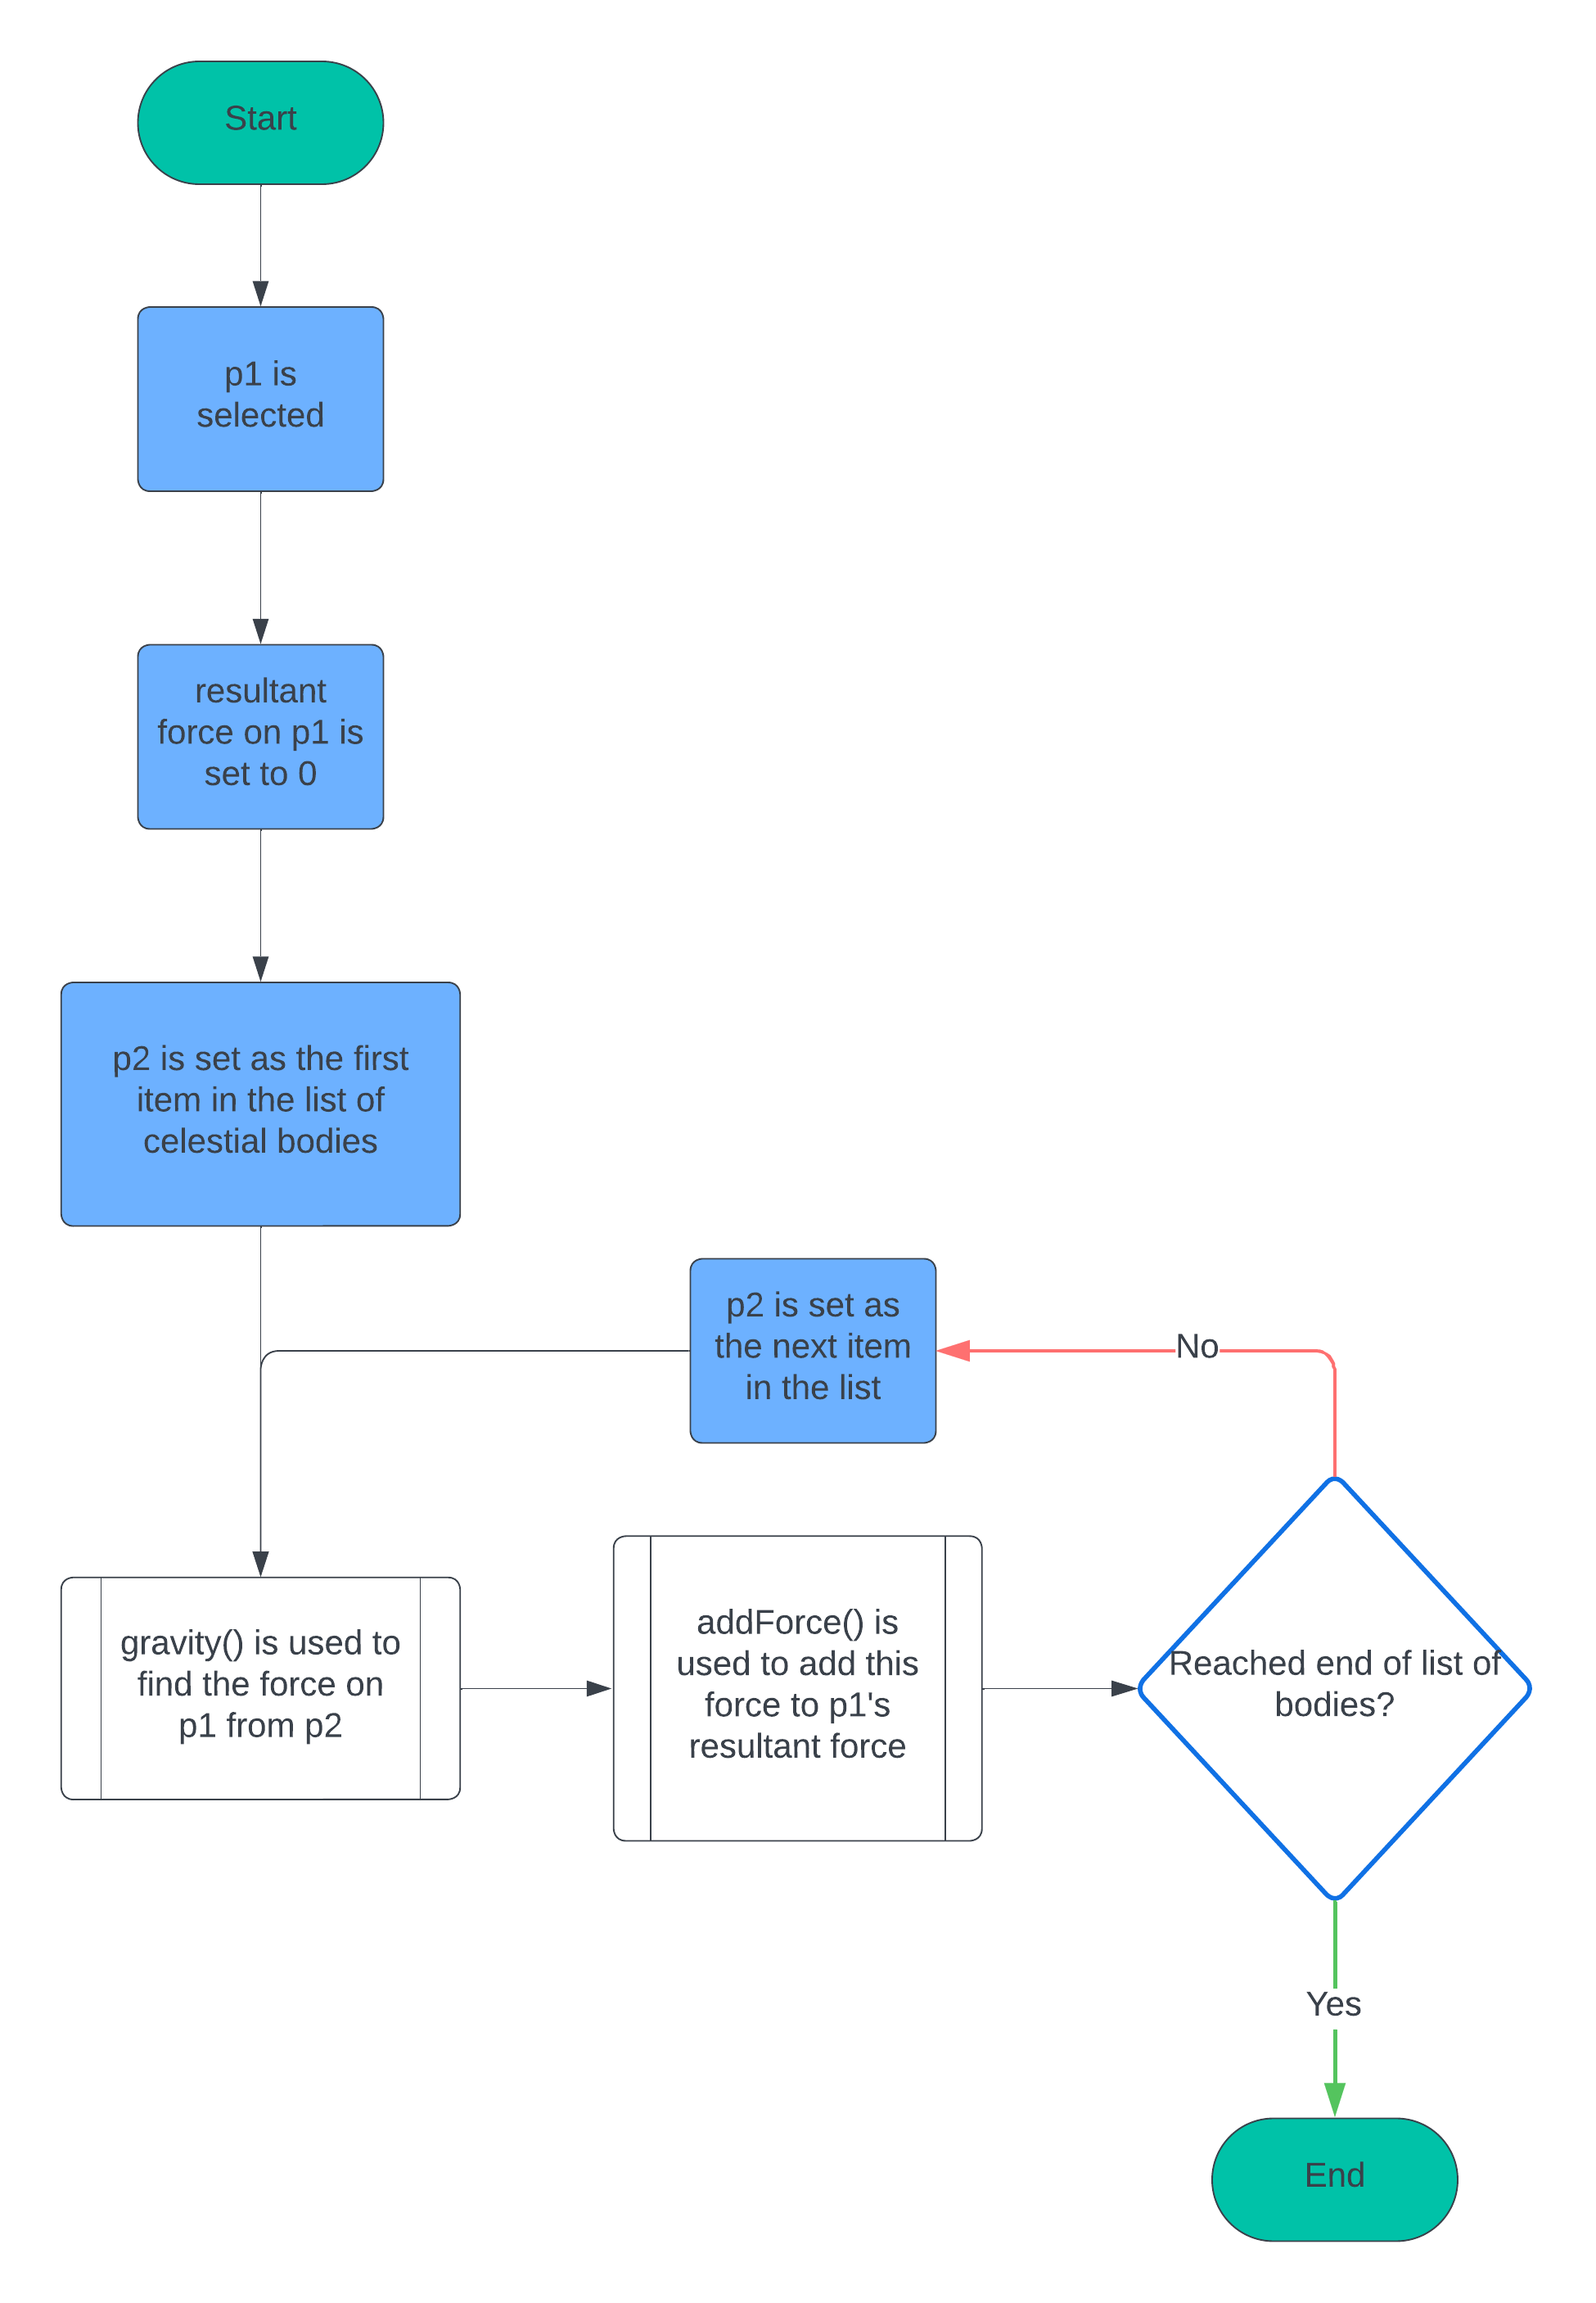 Start
p1 is
selected
resultant
force on p1 is
set to 0
p2 is set as the first
item in the list of
celestial bodies
p2 is set as
the next item
in the list
No
gravity() is used to
find the force on
p1 from p2
addForce() is
used to add this
force to p1's
resultant force
Reached end of list of
bodies?
Yes
End